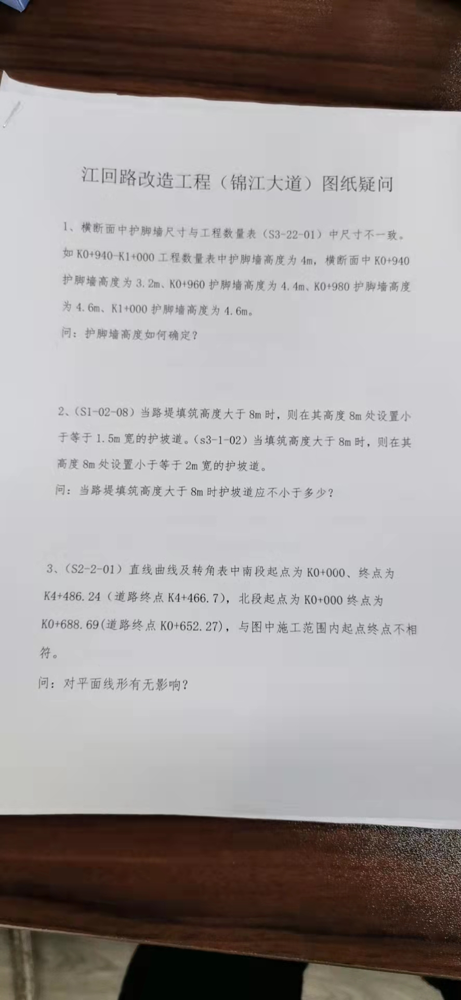 江回路改造工程（锦江大道）图纸疑问
1、横断面中护脚墙尺寸与工程数量表（S3-22-01）中尺寸不一致。
如 K0+940-K1+000 工程数量表中护脚墙高度为 4m，横断面中 K0+940
护脚墙高度为 3.2m、K0+960 护脚墙高度为 4.4m、K0+980 护脚墙高度
为 4.6m、K1+000 护脚墙高度为 4.6m。
问：护脚墙高度如何确定？
2、（S1-02-08）当路堤填筑高度大于 8m 时，则在其高度 8m 处设置小
于等于 1.5m 宽的护坡道。（s3-1-02）当填筑高度大于 8m 时，则在其
高度 8m 处设置小于等于 2m 宽的护坡道。
问：当路堤填筑高度大于 8m 时护坡道应不小于多少？
3、（S2-2-01）直线曲线及转角表中南段起点为 K0+000、终点为
K4+486.24（道路终点 K4+466.7），北段起点为 K0+000 终点为
K0+688.69(道路终点 K0+652.27)，与图中施工范围内起点终点不相
符。
问：对平面线形有无影响？